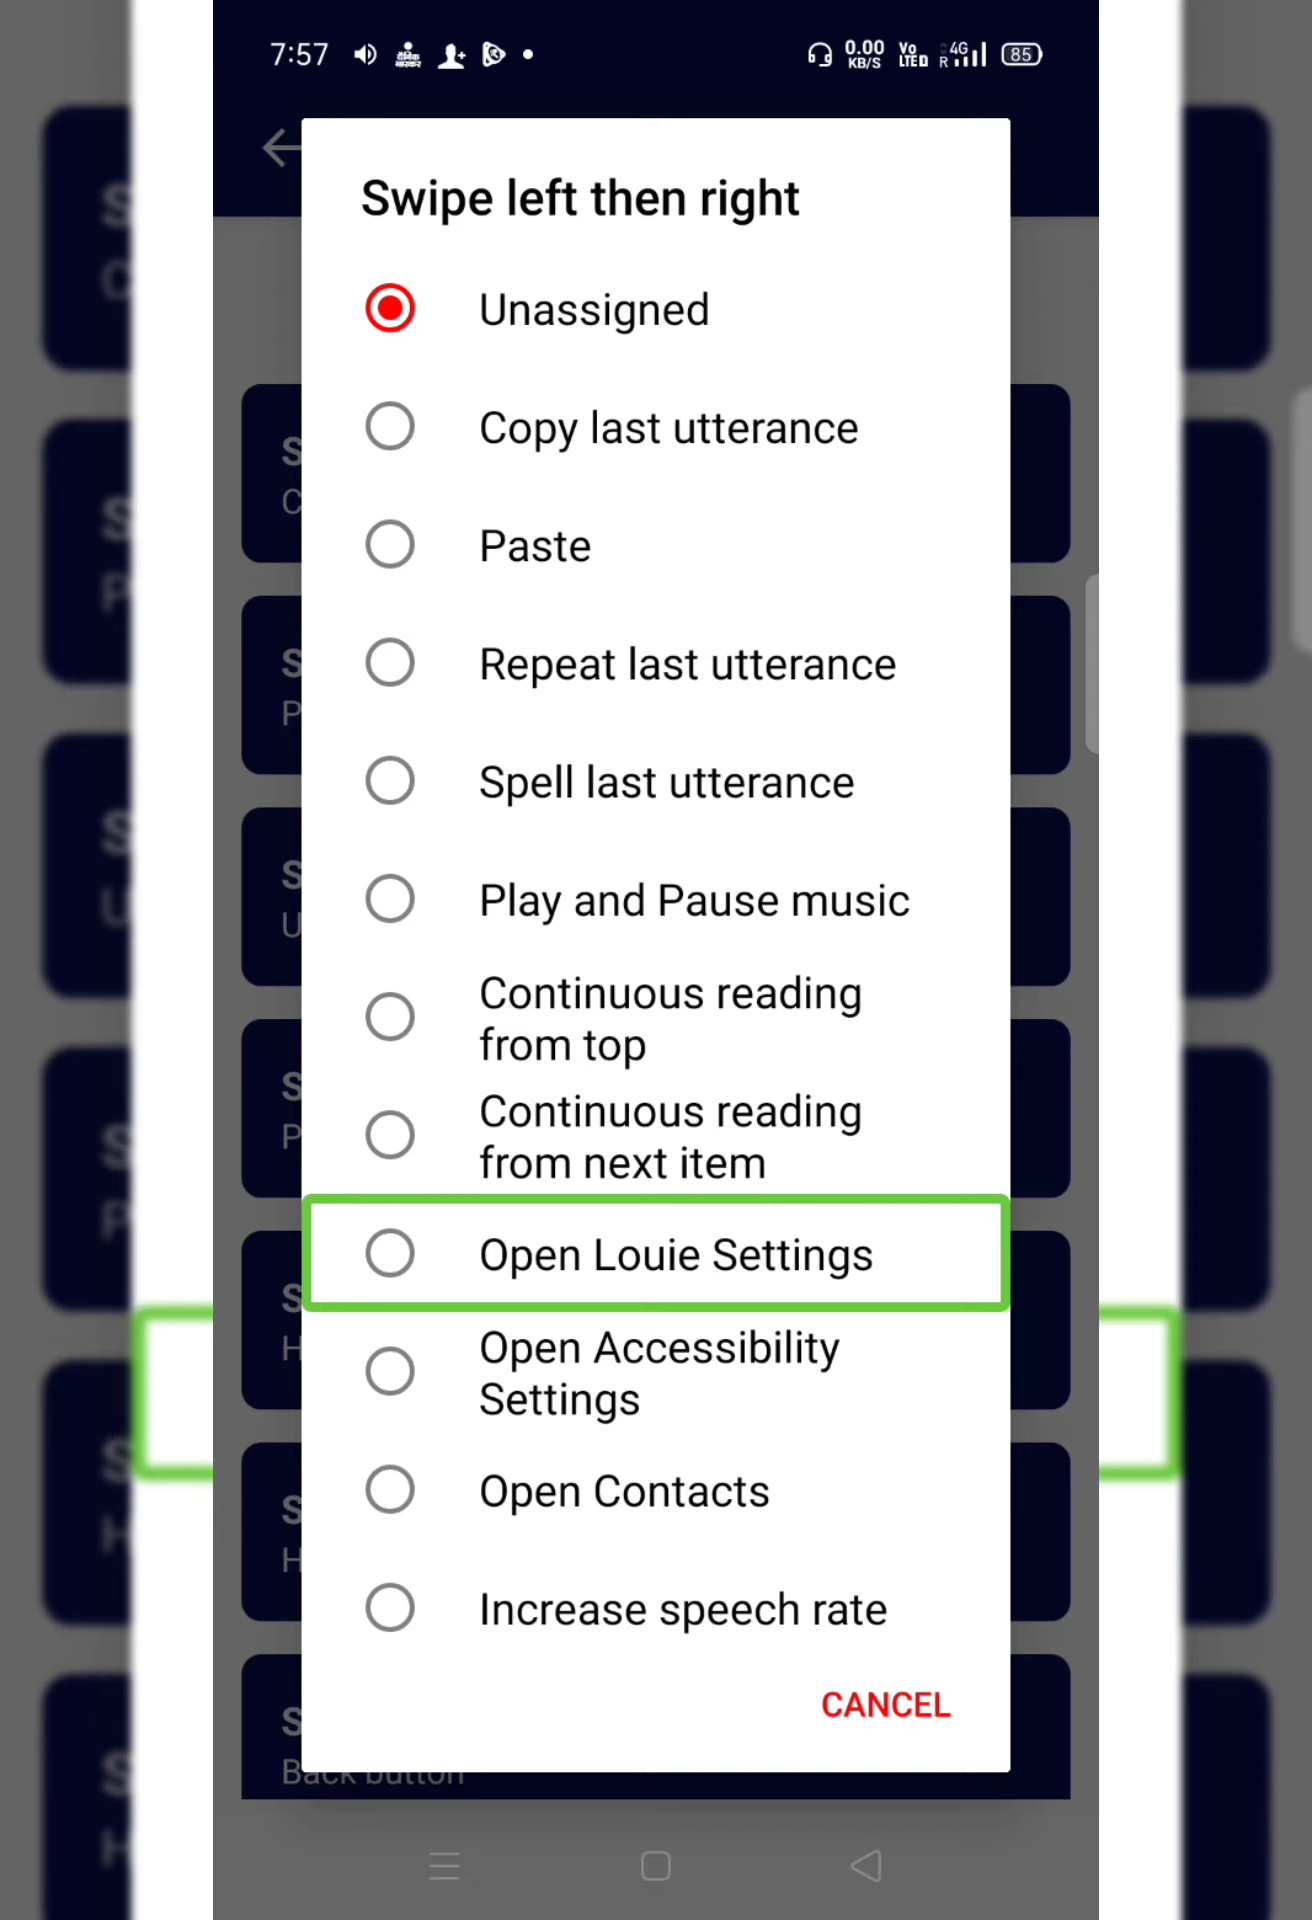 7:57
0.00
KB/S
Vo
LTE
4G
R
85
Swipe left then right
Unassigned
Copy last utterance
Paste
Repeat last utterance
Spell last utterance
Play and Pause music
Continuous reading
from top
Continuous reading
from next item
Open Louie Settings
Open Accessibility
Settings
Open Contacts
Increase speech rate
CANCEL
Back button